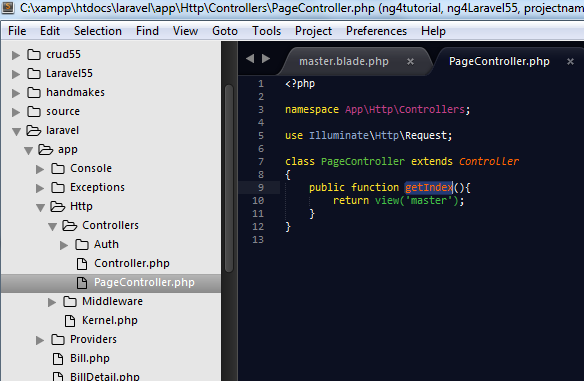 C:\xampp\htdocs\laravel\app\Http\Controllers\PageController.php (ng4tutorial, ng4Laravel55, projectnam
File Edit Selection Find View Goto Tools Project Preferences Help
crud55
Laravel55
handmakes
source
laravel
app
Console
Exceptions
Http
Controllers
Auth
Controller.php
PageController.php
Middleware
Kernel.php
Providers
Bill.php
BillDetail.php
master.blade.php × PageController.php ×
1 <?php
2
3 namespace App\Http\Controllers;
4
5 use Illuminate\Http\Request;
6
7 class PageController extends Controller
8 {
9 public function getIndex(){
10 return view('master');
11 }
12 }
13